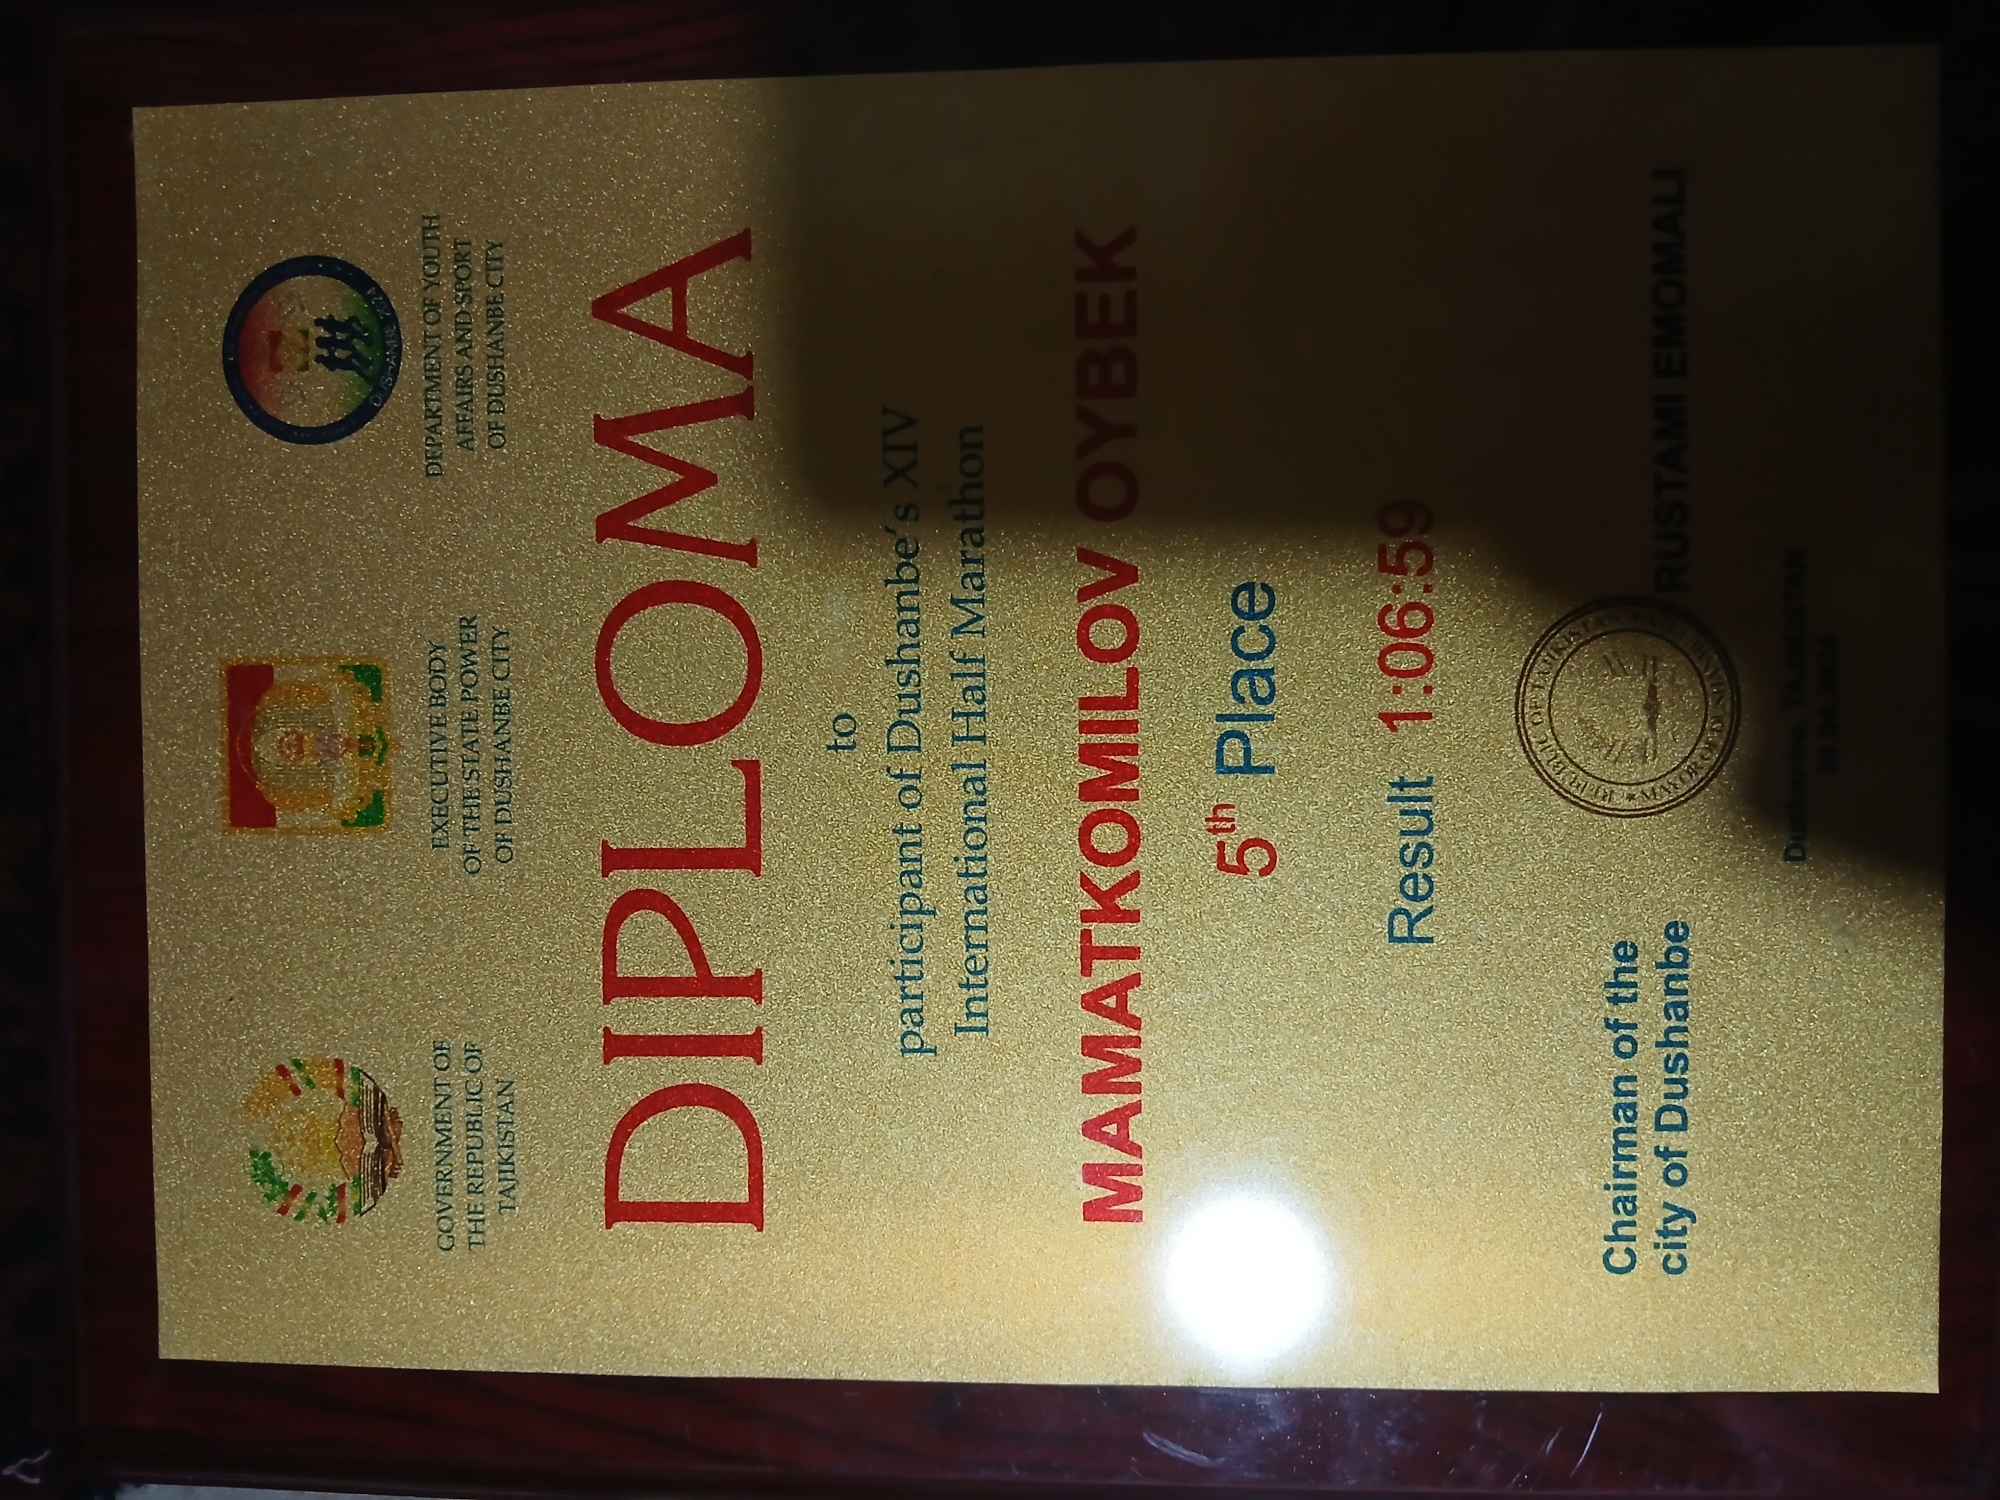 GOVERNMENT OF
THE REPUBLIC OF
TAJIKISTAN
EXECUTIVE BODY
OF THE STATE POWER
OF DUSHANBE CITY
DEPARTMENT OF YOUTH
AFFAIRS AND SPORT
OF DUSHANBE CITY
DIPLOMA
to
participant of Dushanbe's XIV
International Half Marathon
MAMATKOMILOV OYBEK
5th Place
Result 1:06:59
Chairman of the
city of Dushanbe
RUSTAMI EMOMALI
Dushanbe, TAJIKISTAN